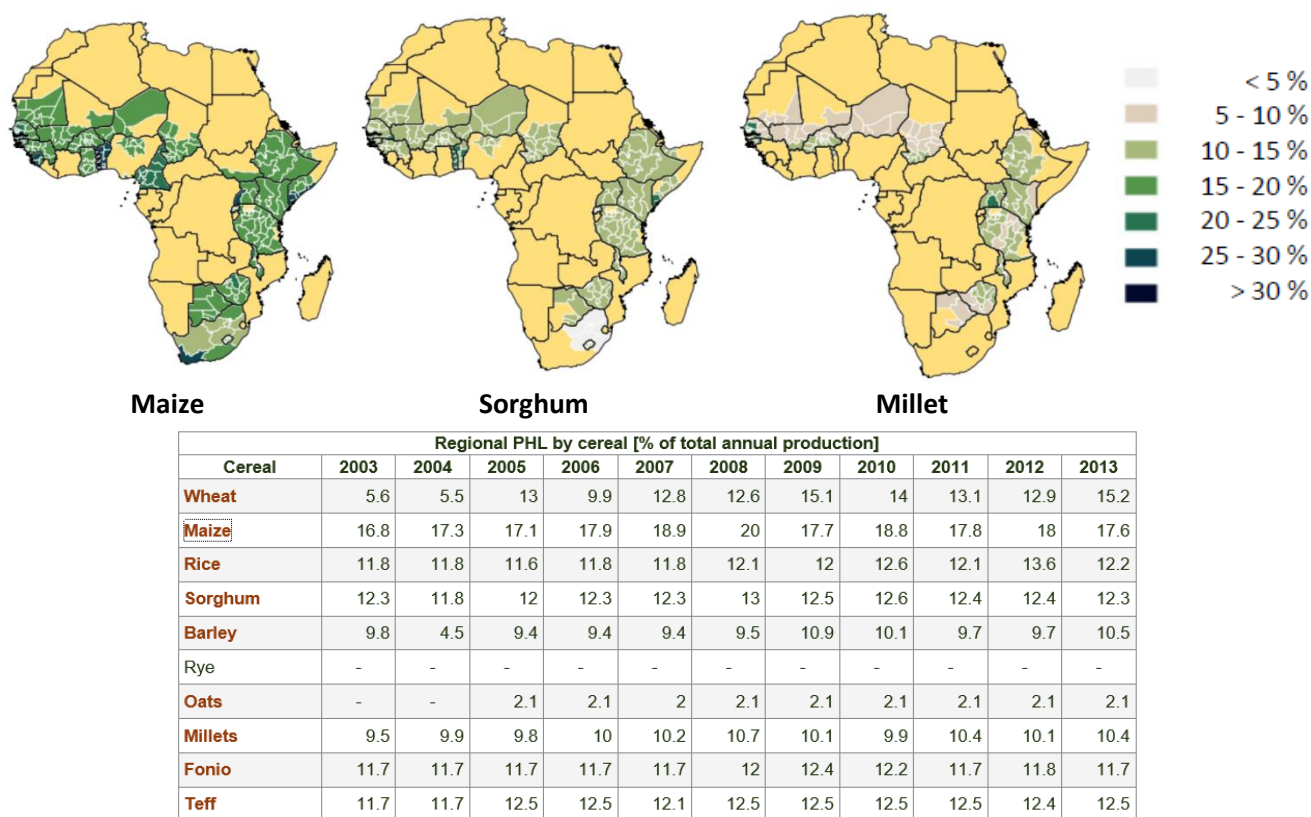 < 5 %
5 - 10 %
10 - 15 %
15 - 20 %
20 - 25 %
25 - 30 %
> 30 %
Maize Sorghum Millet
Regional PHL by cereal [% of total annual production]
Cereal 2003 2004 2005 2006 2007 2008 2009 2010 2011 2012 2013
Wheat 5.6 5.5 13 9.9 12.8 12.6 15.1 14 13.1 12.9 15.2
Maize 16.8 17.3 17.1 17.9 18.9 20 17.7 18.8 17.8 18 17.6
Rice 11.8 11.8 11.6 11.8 11.8 12.1 12 12.6 12.1 13.6 12.2
Sorghum 12.3 11.8 12 12.3 12.3 13 12.5 12.6 12.4 12.4 12.3
Barley 9.8 4.5 9.4 9.4 9.4 9.5 10.9 10.1 9.7 9.7 10.5
Rye - - - - - - - - - - -
Oats - - 2.1 2.1 2 2.1 2.1 2.1 2.1 2.1 2.1
Millets 9.5 9.9 9.8 10 10.2 10.7 10.1 9.9 10.4 10.1 10.4
Fonio 11.7 11.7 11.7 11.7 11.7 12 12.4 12.2 11.7 11.8 11.7
Teff 11.7 11.7 12.5 12.5 12.1 12.5 12.5 12.5 12.5 12.4 12.5